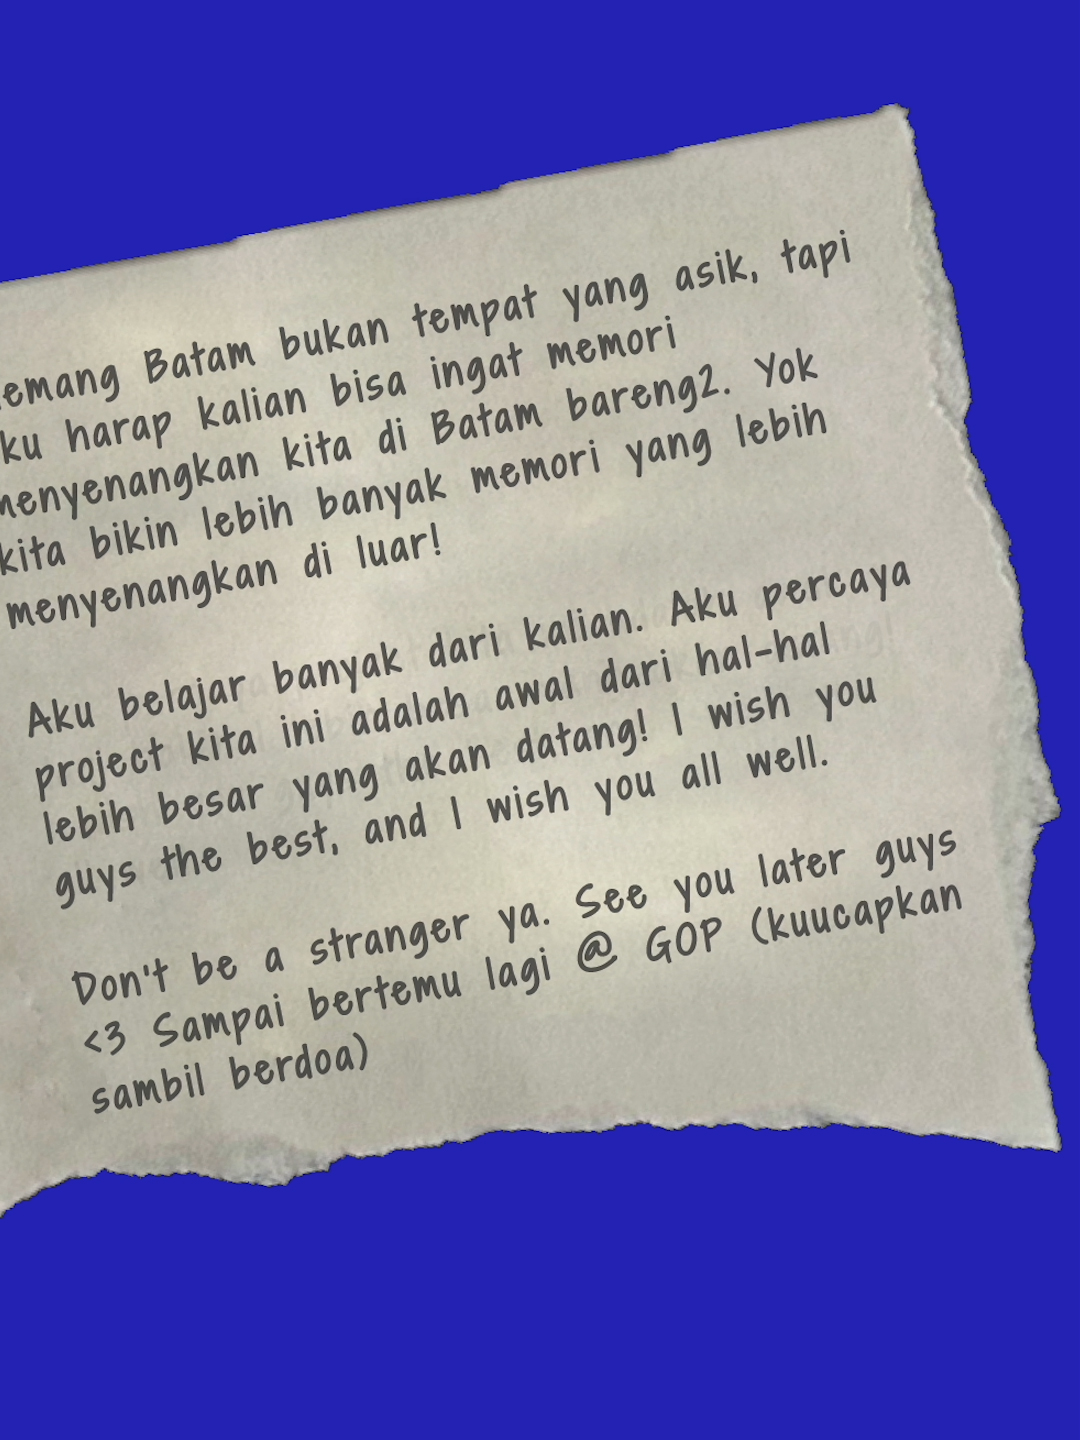 emang Batam bukan tempat yang asik, tapi
ku harap kalian bisa ingat memori
menyenangkan kita di Batam bareng2. Yok
kita bikin lebih banyak memori yang lebih
menyenangkan di luar!
Aku belajar banyak dari kalian. Aku percaya
project kita ini adalah awal dari hal-hal
lebih besar yang akan datang! I wish you
guys the best, and I wish you all well.
Don't be a stranger ya. See you later guys
<3 Sampai bertemu lagi @ GOP (kuucapkan
sambil berdoa)